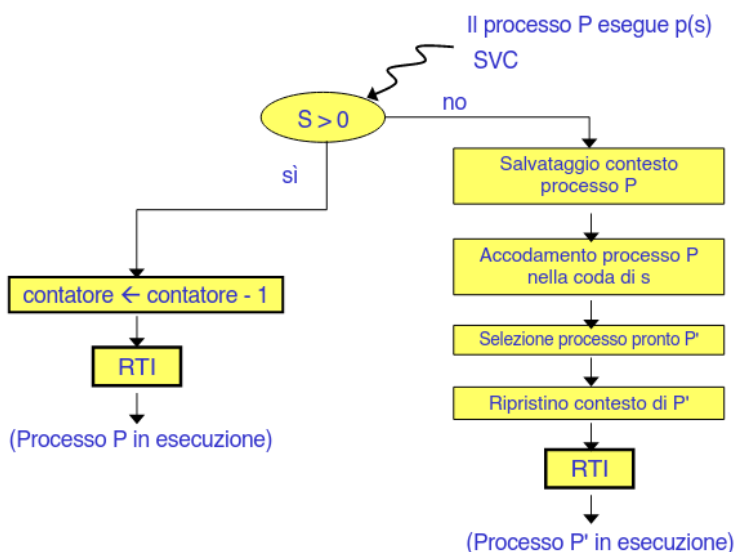 Il processo P esegue p(s)
SVC
S > 0
no
sì
Salvataggio contesto
processo P
Accodamento processo P
nella coda di s
contatore ← contatore - 1
Selezione processo pronto P'
RTI
Ripristino contesto di P'
(Processo P in esecuzione)
RTI
(Processo P' in esecuzione)